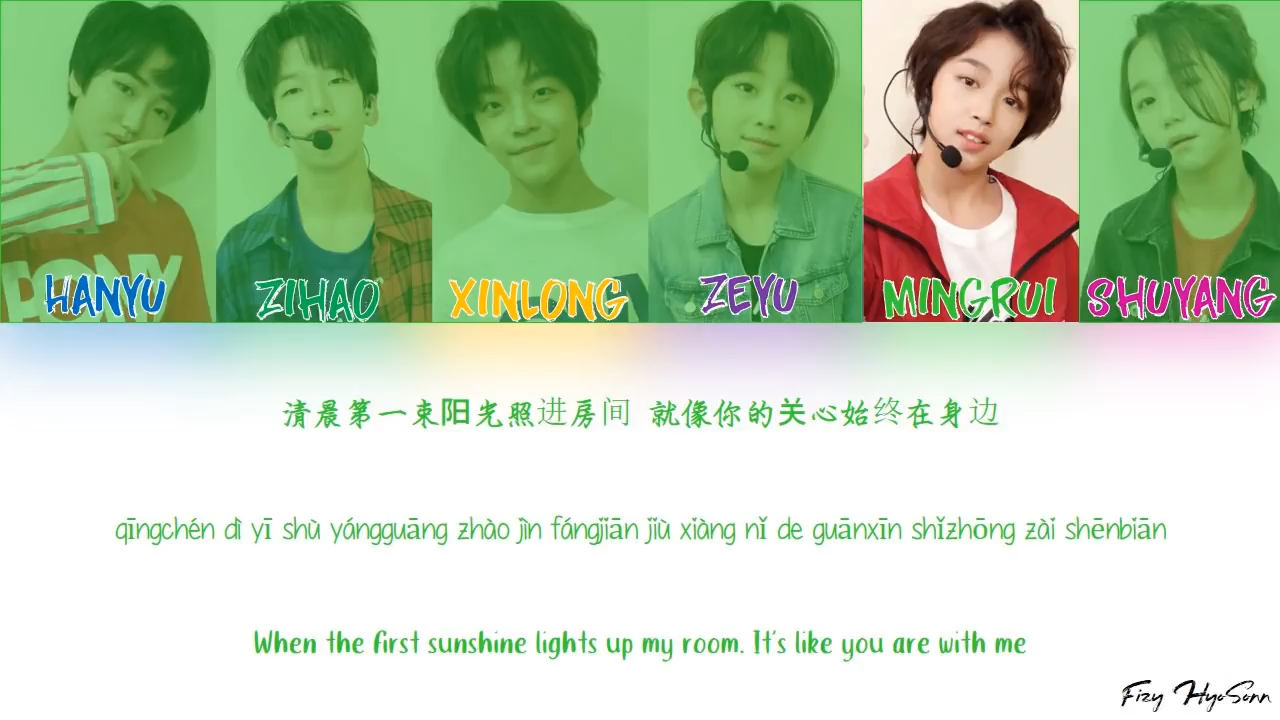 PONY
HANYU
ZIHAO
XINLONG
ZEYU
MINGRUI
SHUYANG
清晨第一束阳光照进房间 就像你的关心始终在身边
qīngchén dì yī shù yángguāng zhào jìn fángjiān jiù xiàng nǐ de guānxīn shǐzhōng zài shēnbiān
When the first sunshine lights up my room. It's like you are with me
Fizy HyoSonn